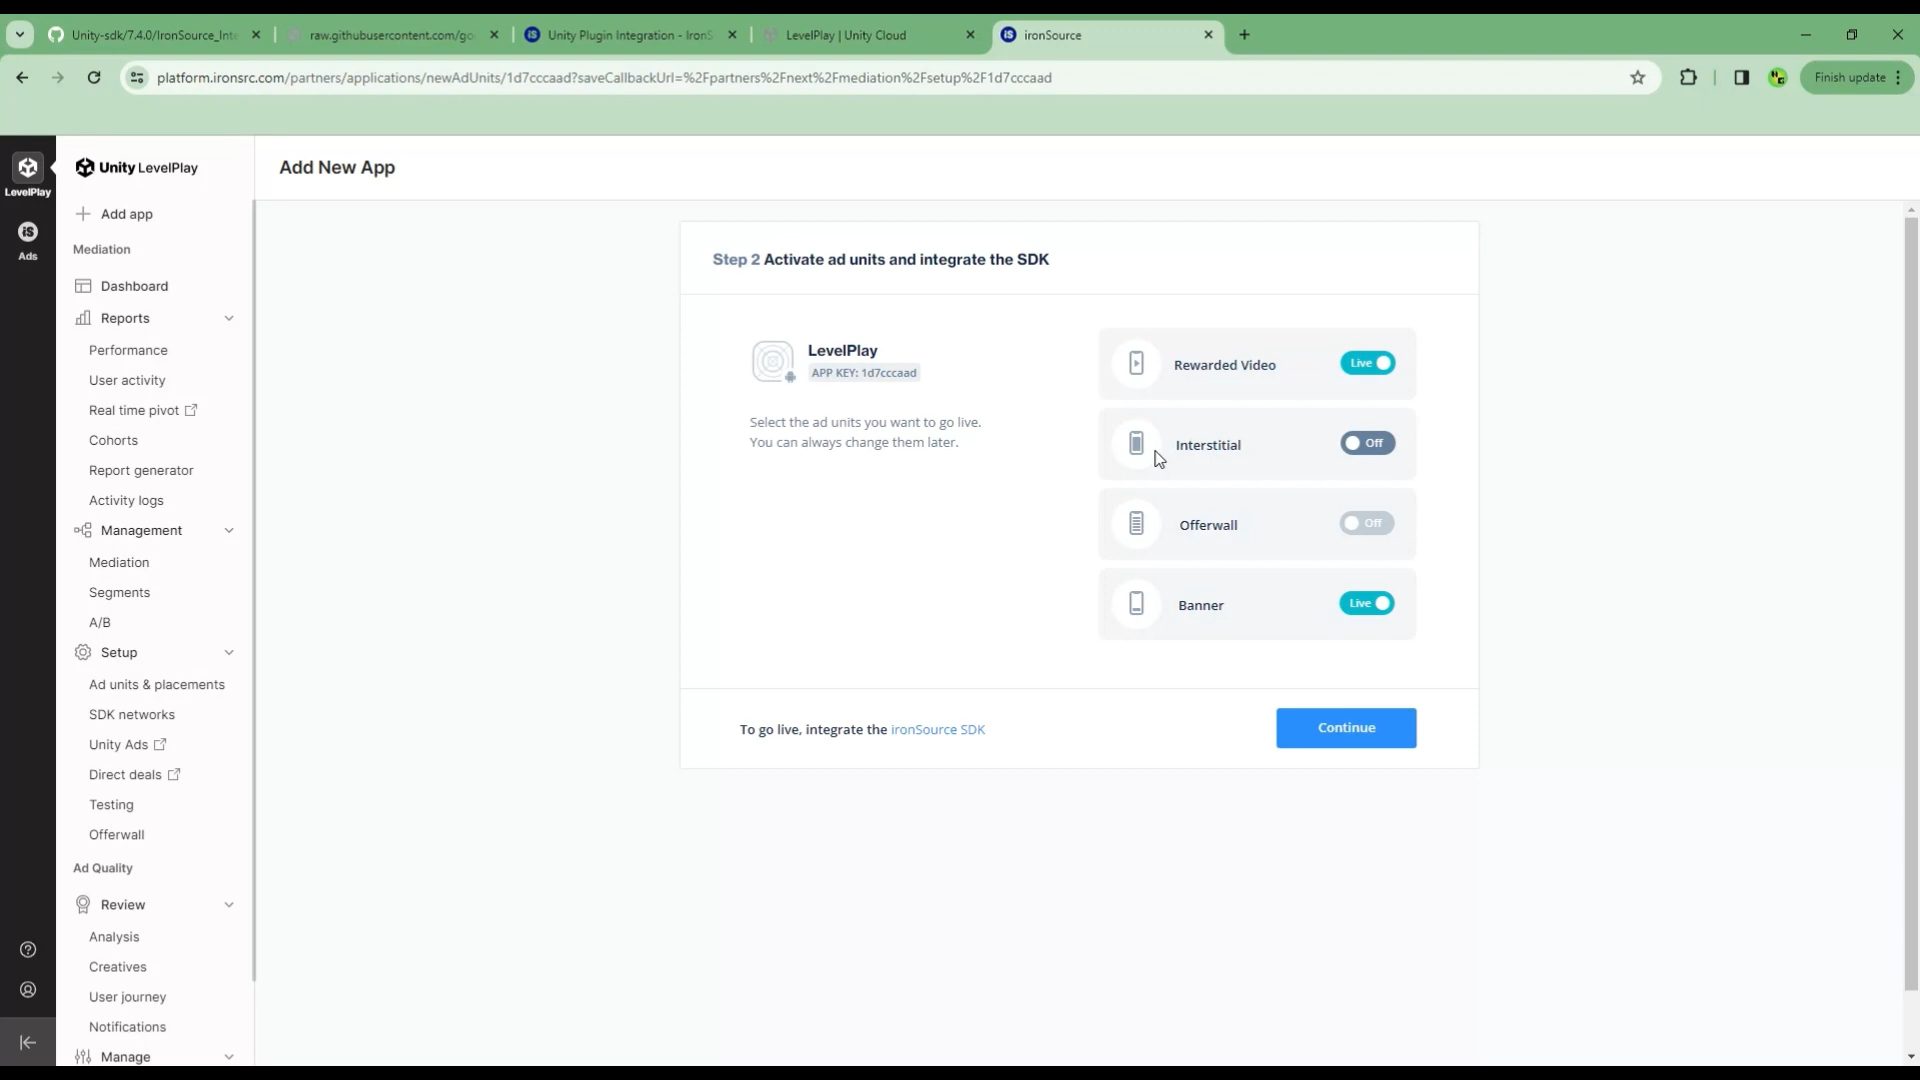 Unity-sdk/7.4.0/IronSource_Inte
raw.githubusercontent.com/go
Unity Plugin Integration - IronS
LevelPlay | Unity Cloud
ironSource
platform.ironsrc.com/partners/applications/newAdUnits/1d7cccaad?saveCallbackUrl=%2Fpartners%2Fnext%2Fmediation%2Fsetup%2F1d7cccaad
Finish update
LevelPlay
iS
Ads
Unity LevelPlay
Add app
Mediation
Dashboard
Reports
Performance
User activity
Real time pivot
Cohorts
Report generator
Activity logs
Management
Mediation
Segments
A/B
Setup
Ad units & placements
SDK networks
Unity Ads
Direct deals
Testing
Offerwall
Ad Quality
Review
Analysis
Creatives
User journey
Notifications
Manage
Add New App
Step 2 Activate ad units and integrate the SDK
LevelPlay
APP KEY: 1d7cccaad
Select the ad units you want to go live.
You can always change them later.
Rewarded Video
Live
Interstitial
Off
Offerwall
Off
Banner
Live
To go live, integrate the ironSource SDK
Continue